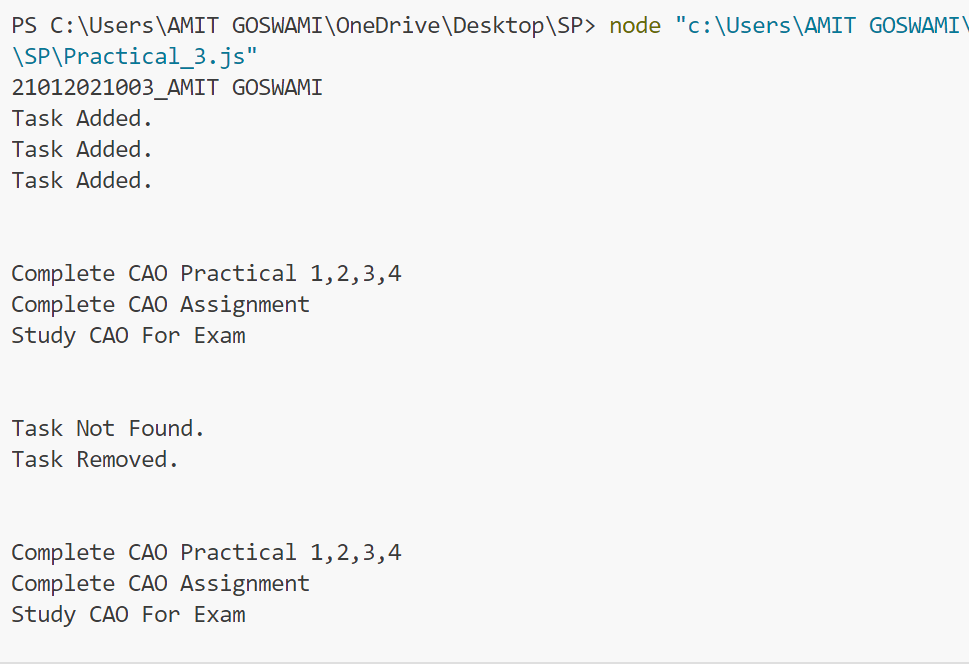 PS C:\Users\AMIT GOSWAMI\OneDrive\Desktop\SP> node "c:\Users\AMIT GOSWAMI\
\SP\Practical_3.js"
21012021003_AMIT GOSWAMI
Task Added.
Task Added.
Task Added.
Complete CAO Practical 1,2,3,4
Complete CAO Assignment
Study CAO For Exam
Task Not Found.
Task Removed.
Complete CAO Practical 1,2,3,4
Complete CAO Assignment
Study CAO For Exam